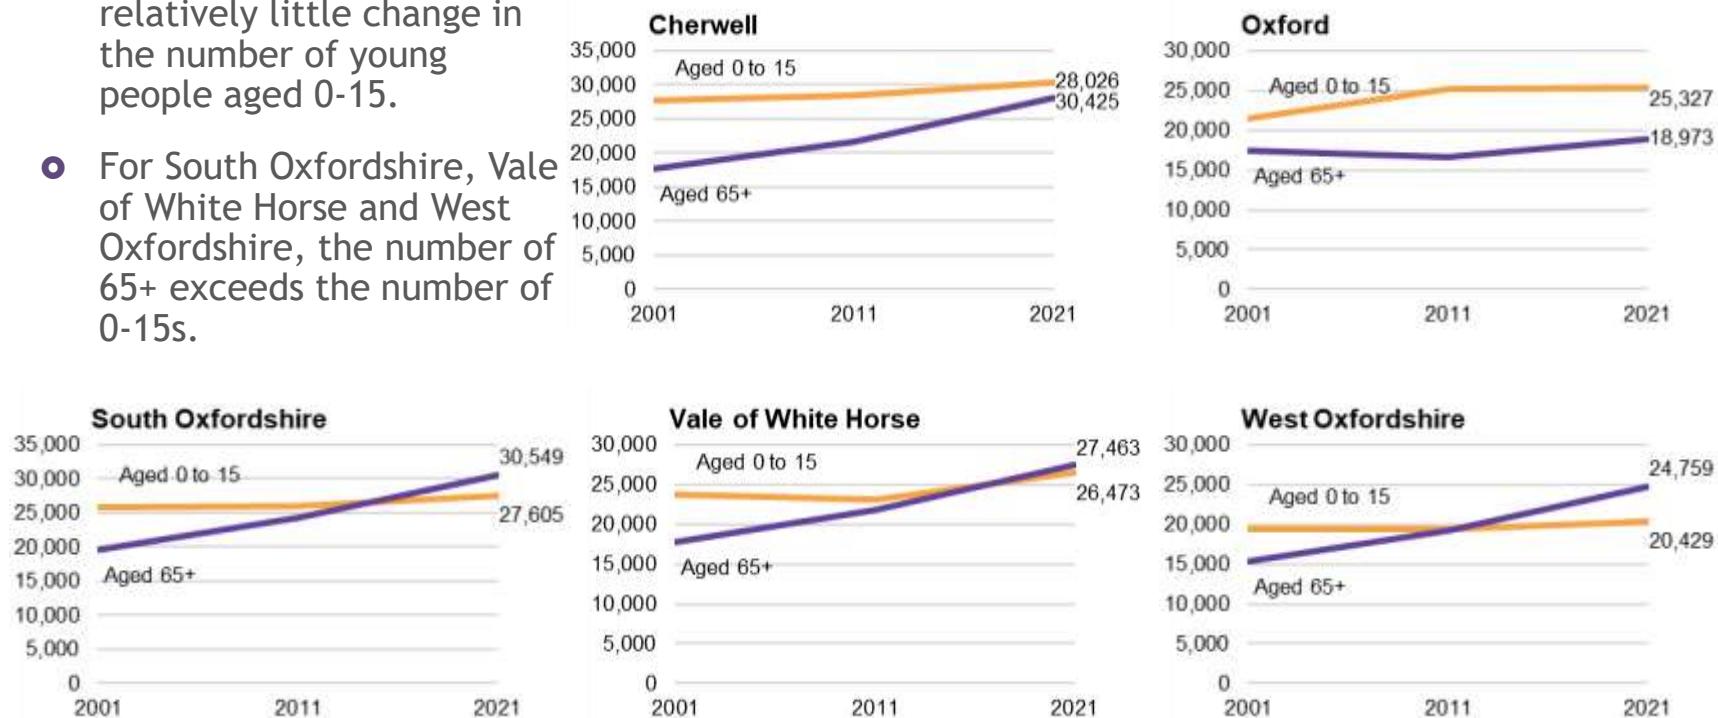 relatively little change in
the number of young
people aged 0-15.
For South Oxfordshire, Vale
of White Horse and West
Oxfordshire, the number of
65+ exceeds the number of
0-15s.
Cherwell
35,000
30,000
25,000
20,000
15,000
10,000
5,000
0
Aged 0 to 15
Aged 65+
28,026
30,425
2001 2011 2021
Oxford
30,000
25,000
20,000
15,000
10,000
5,000
0
Aged 0 to 15
Aged 65+
25,327
18,973
2001 2011 2021
South Oxfordshire
35,000
30,000
25,000
20,000
15,000
10,000
5,000
0
Aged 0 to 15
Aged 65+
30,549
27,605
2001 2011 2021
Vale of White Horse
30,000
25,000
20,000
15,000
10,000
5,000
0
Aged 0 to 15
Aged 65+
27,463
26,473
2001 2011 2021
West Oxfordshire
30,000
25,000
20,000
15,000
10,000
5,000
0
Aged 0 to 15
Aged 65+
24,759
20,429
2001 2011 2021